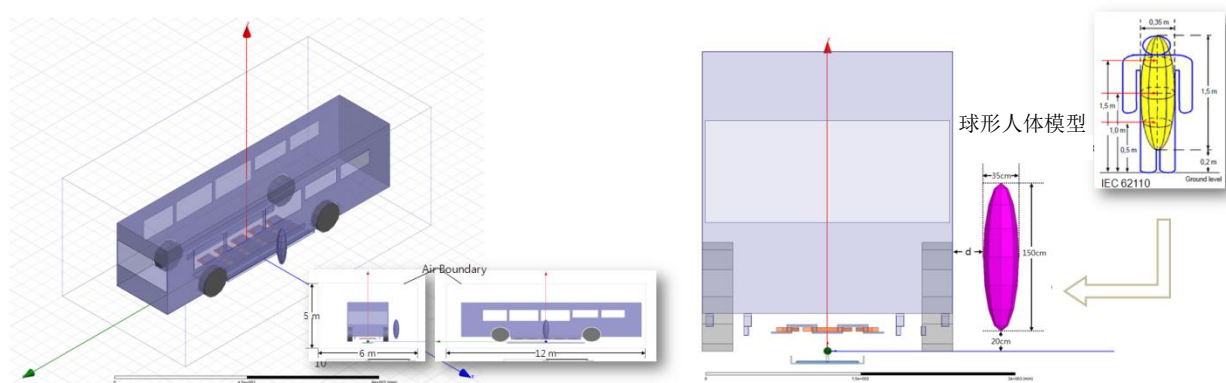 Air Boundary
5 m
6 m
12 m
10
球形人体模型
35cm
d
150cm
20cm
0,35 m
1,5 m
1,5 m
1,0 m
0,5 m
0,2 m
IEC 62110
Ground level